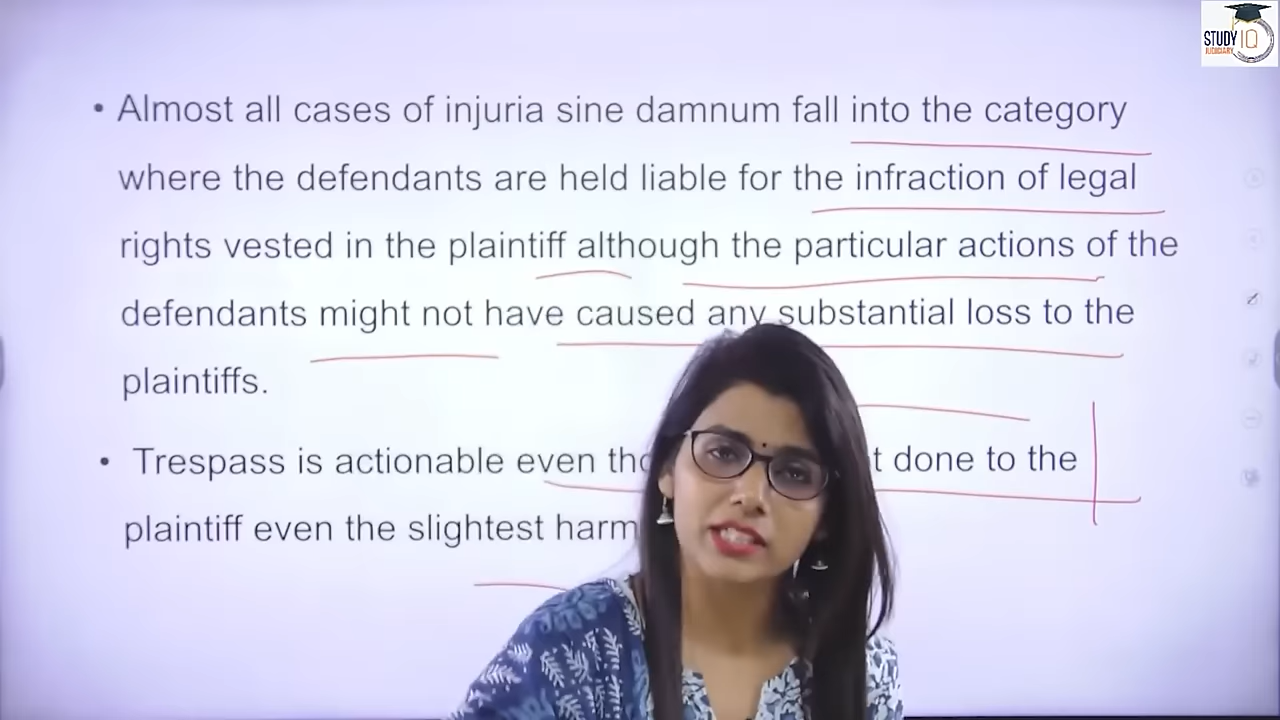 STUDY IQ
JUDICIARY
• Almost all cases of injuria sine damnum fall into the category
where the defendants are held liable for the infraction of legal
rights vested in the plaintiff although the particular actions of the
defendants might not have caused any substantial loss to the
plaintiffs.
• Trespass is actionable even t done to the
plaintiff even the slightest harm